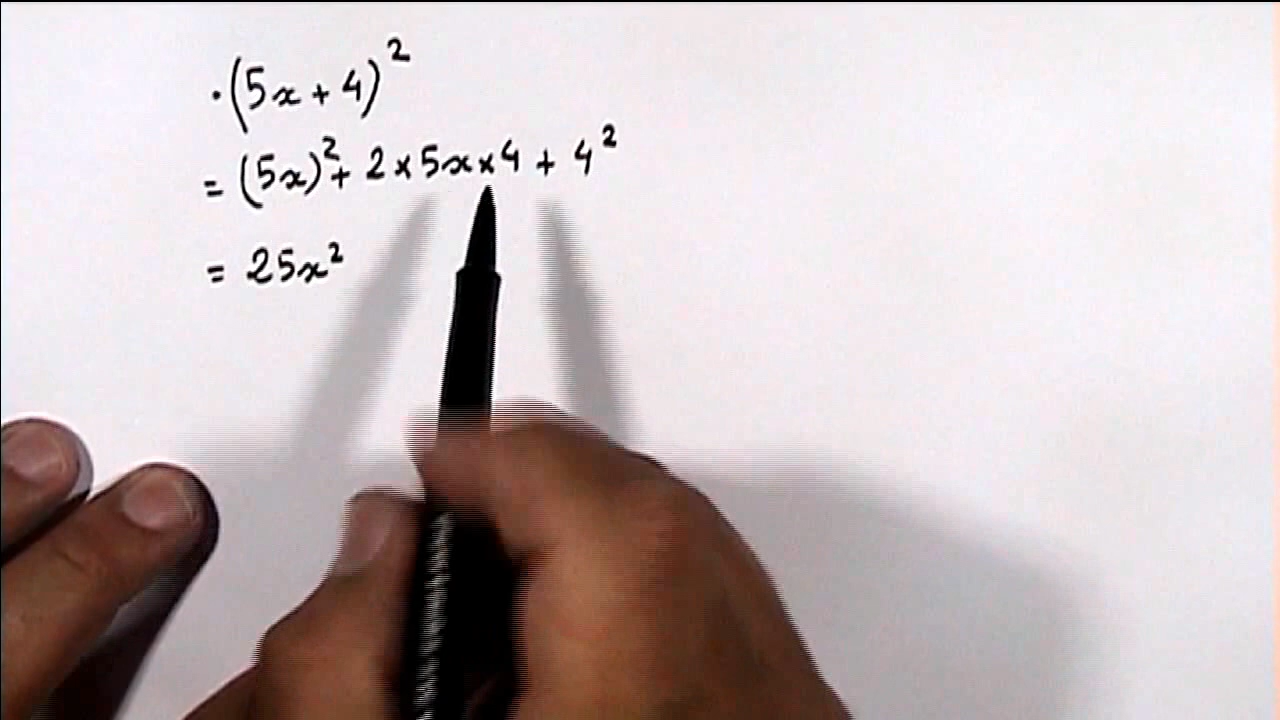 . (5x + 4)²
= (5x)² + 2 × 5x × 4 + 4²
= 25x²